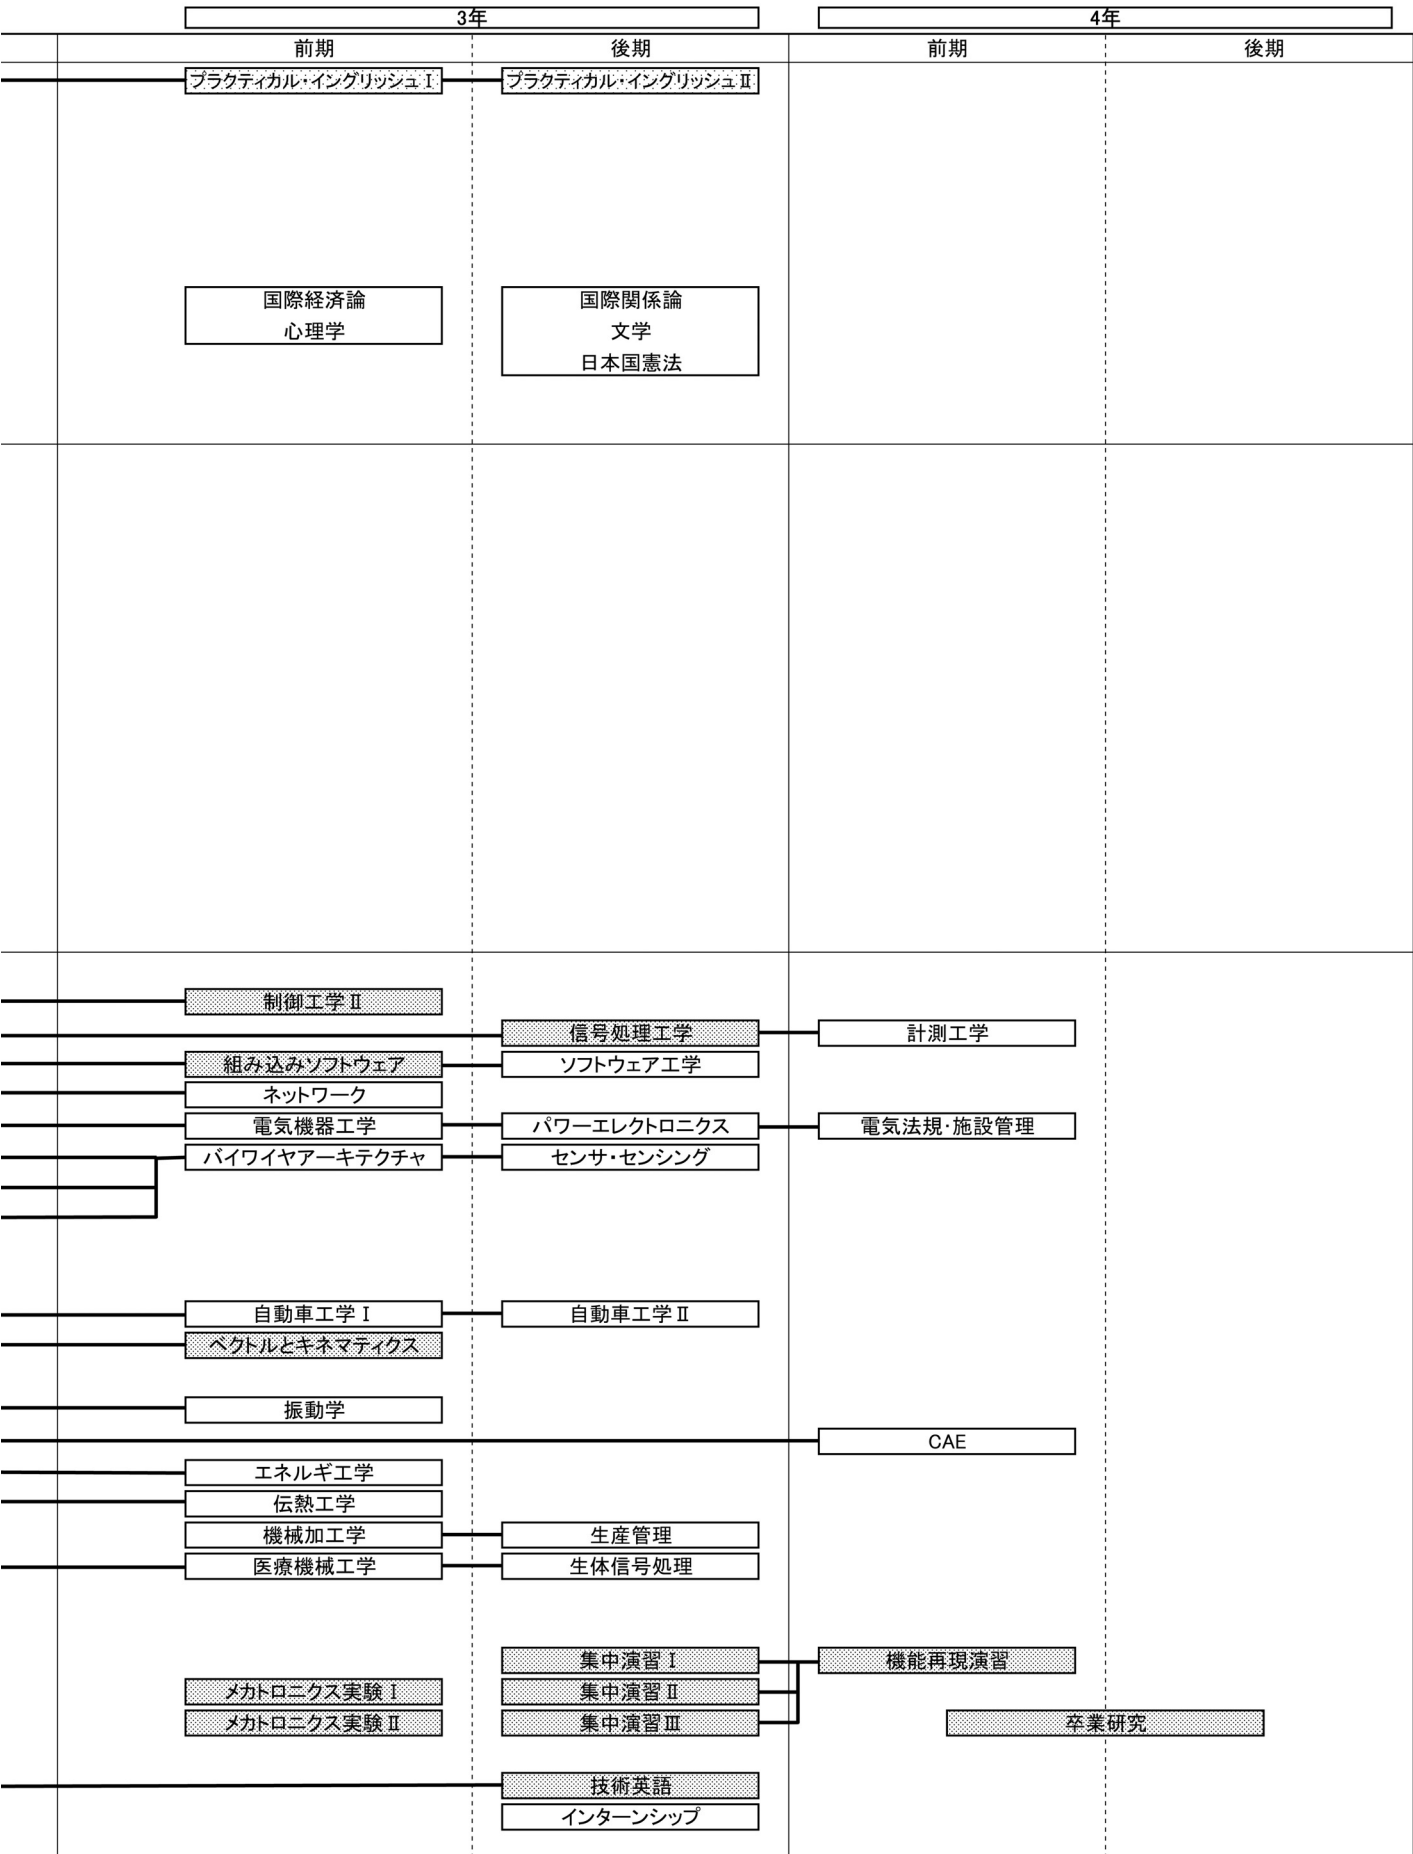 3年 4年
前期 後期 前期 後期
プラクティカル・イングリッシュⅠ プラクティカル・イングリッシュⅡ
国際経済論 国際関係論
心理学 文学
日本国憲法
制御工学Ⅱ
信号処理工学 計測工学
組み込みソフトウェア ソフトウェア工学
ネットワーク
電気機器工学 パワーエレクトロニクス 電気法規・施設管理
バイワイヤアーキテクチャ センサ・センシング
自動車工学Ⅰ 自動車工学Ⅱ
ベクトルとキネマティクス
振動学
CAE
エネルギ工学
伝熱工学
機械加工学 生産管理
医療機械工学 生体信号処理
集中演習Ⅰ 機能再現演習
メカトロニクス実験Ⅰ 集中演習Ⅱ
メカトロニクス実験Ⅱ 集中演習Ⅲ 卒業研究
技術英語
インターンシップ